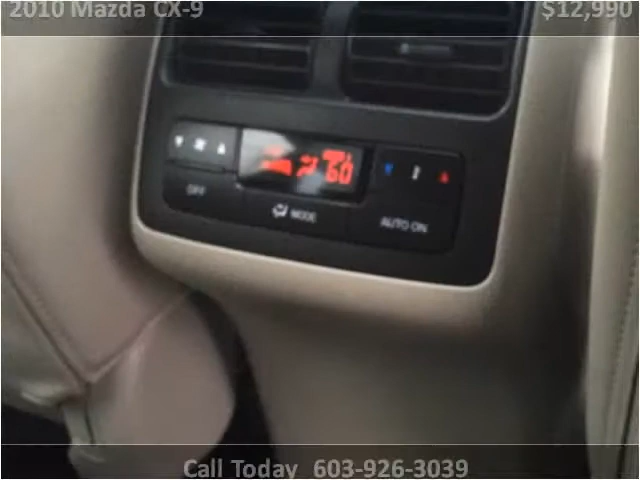 2010 Mazda CX-9
$12,990
60
OFF
MODE
AUTO ON
Call Today 603-926-3039